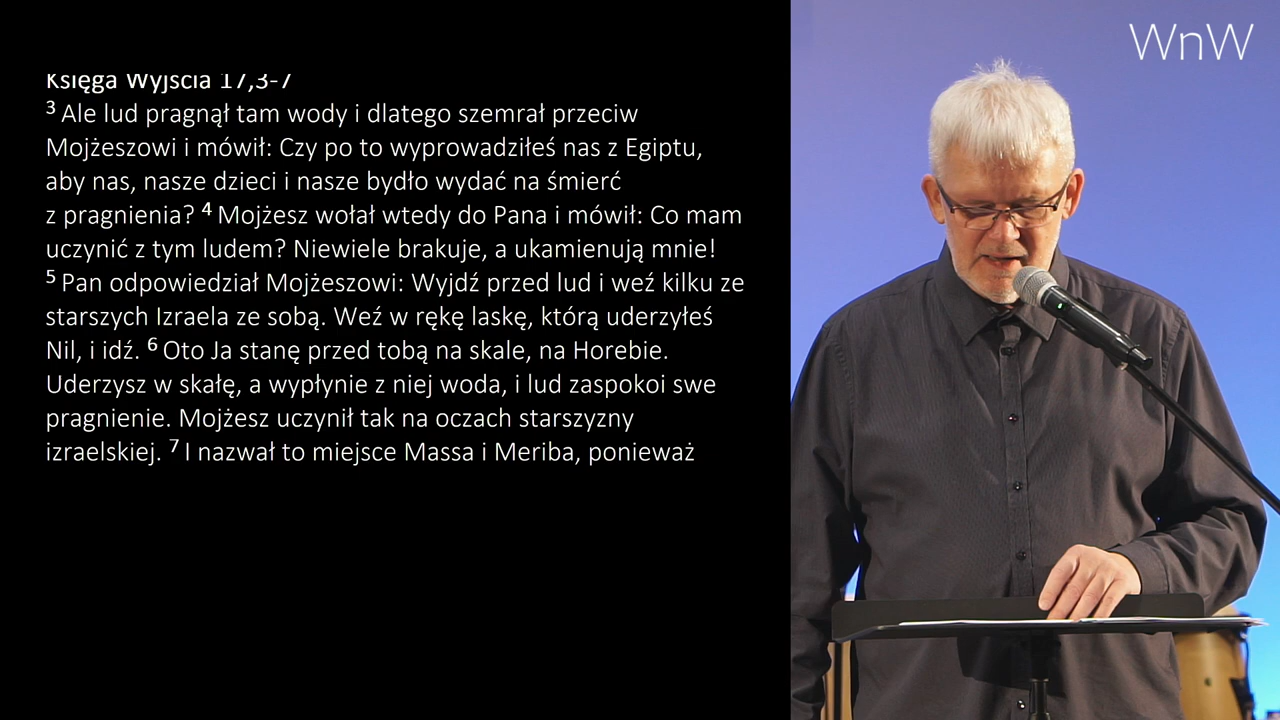 Księga Wyjścia 17,3-7
3 Ale lud pragnął tam wody i dlatego szemrał przeciw
Mojżeszowi i mówił: Czy po to wyprowadziłeś nas z Egiptu,
aby nas, nasze dzieci i nasze bydło wydać na śmierć
z pragnienia? 4 Mojżesz wołał wtedy do Pana i mówił: Co mam
uczynić z tym ludem? Niewiele brakuje, a ukamienują mnie!
5 Pan odpowiedział Mojżeszowi: Wyjdź przed lud i weź kilku ze
starszych Izraela ze sobą. Weź w rękę laskę, którą uderzyłeś
Nil, i idź. 6 Oto Ja stanę przed tobą na skale, na Horebie.
Uderzysz w skałę, a wypłynie z niej woda, i lud zaspokoi swe
pragnienie. Mojżesz uczynił tak na oczach starszyzny
izraelskiej. 7 I nazwał to miejsce Massa i Meriba, ponieważ
WnW